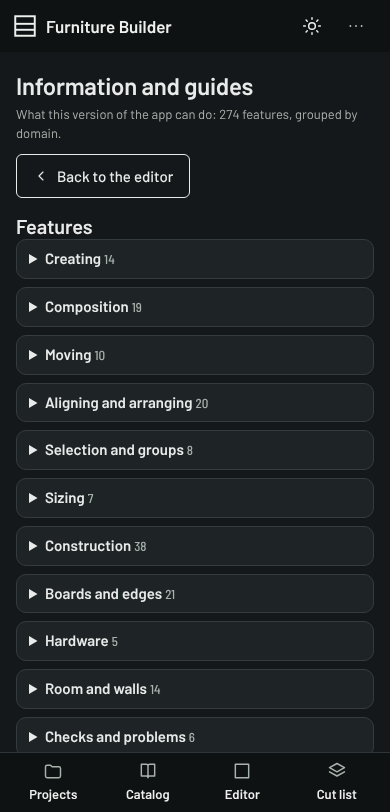 Furniture Builder
Information and guides
What this version of the app can do: 274 features, grouped by
domain.
Back to the editor
Features
Creating 14
Composition 19
Moving 10
Aligning and arranging 20
Selection and groups 8
Sizing 7
Construction 38
Boards and edges 21
Hardware 5
Room and walls 14
Checks and problems 6
Projects
Catalog
Editor
Cut list